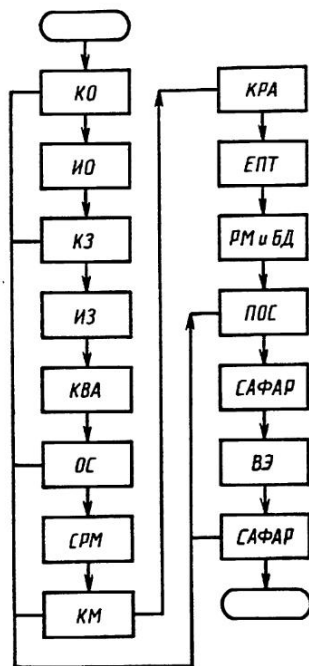 КО
ИО
КЗ
ИЗ
КВА
ОС
СРМ
КМ
КРА
ЕПТ
РМ и БД
ПОС
САФАР
ВЭ
САФАР